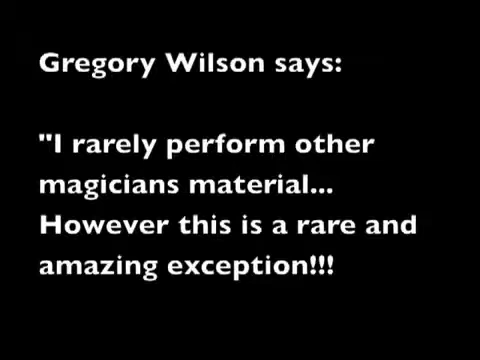 Gregory Wilson says:
"I rarely perform other
magicians material...
However this is a rare and
amazing exception!!!